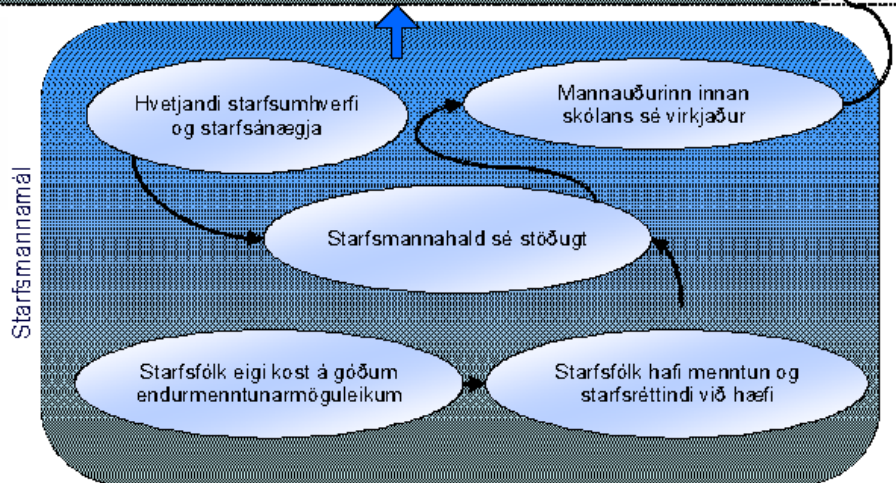 Hvetjandi starfsumhverfi
og starfsánægja
Mannauðurinn innan
skólans sé virkjaður
Starfsmannamál
Starfsmannahald sé stöðugt
Starfsfólk eigi kost á góðum
endurmenntunarmöguleikum
Starfsfólk hafi menntun og
starfsréttindi við hæfi